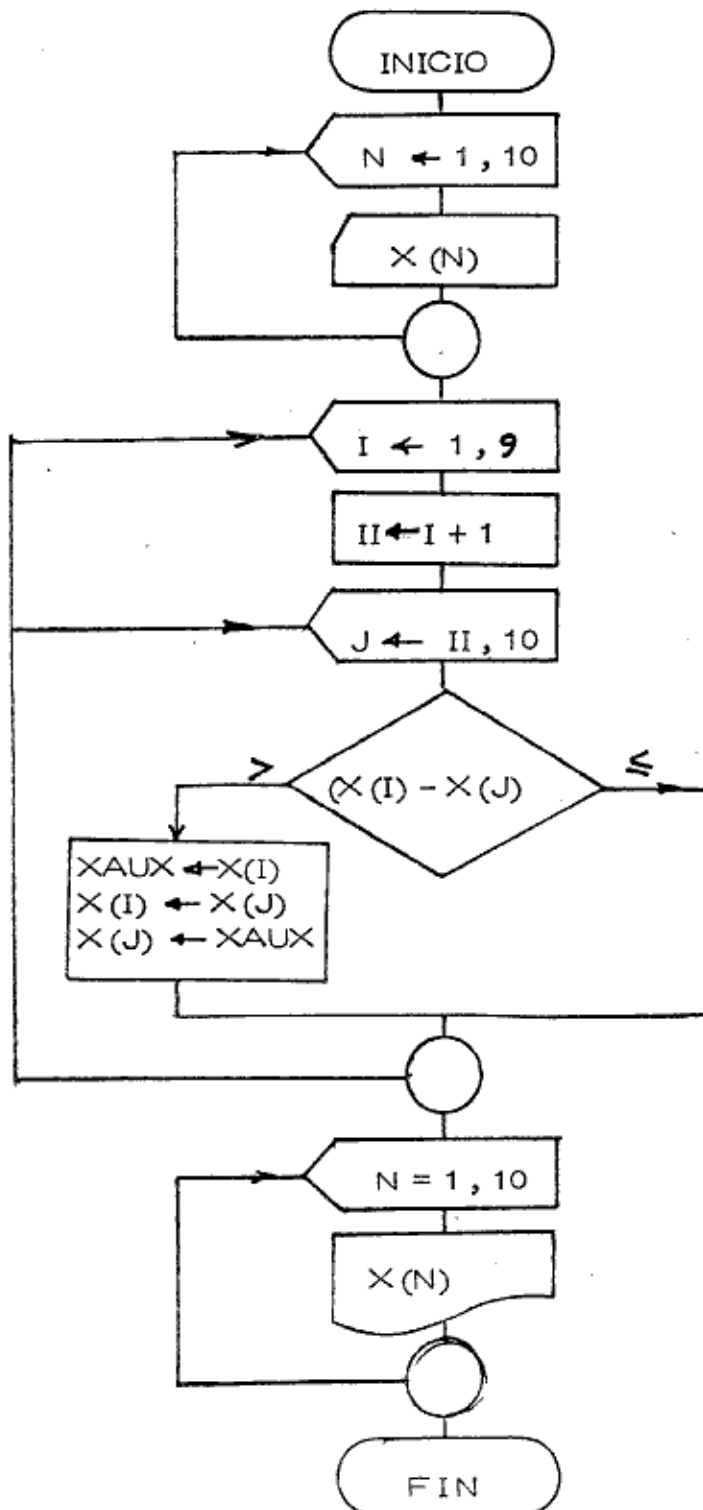 INICIO
N ← 1, 10
X (N)
I ← 1, 9
II ← I + 1
J ← II, 10
> (X (I) - X (J) ≤
XAUX ← X(I)
X (I) ← X (J)
X (J) ← XAUX
N = 1, 10
X (N)
FIN